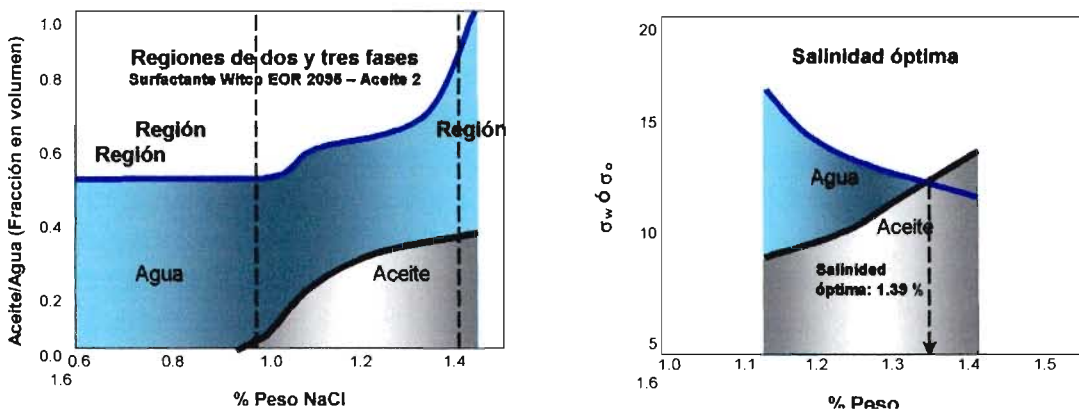 Aceite/Agua (Fracción en volumen)
1.0
0.8
0.6
0.4
0.2
0.0
Regiones de dos y tres fases
Surfactante Witco EOR 2096 – Aceite 2
Región
Región
Región
Agua
Aceite
0.6 0.8 1.0 1.2 1.4
1.6
% Peso NaCl
σw ó σo
20
15
10
5
Salinidad óptima
Agua
Aceite
Salinidad
óptima: 1.39 %
1.0 1.1 1.2 1.3 1.4 1.5
1.6
% Peso